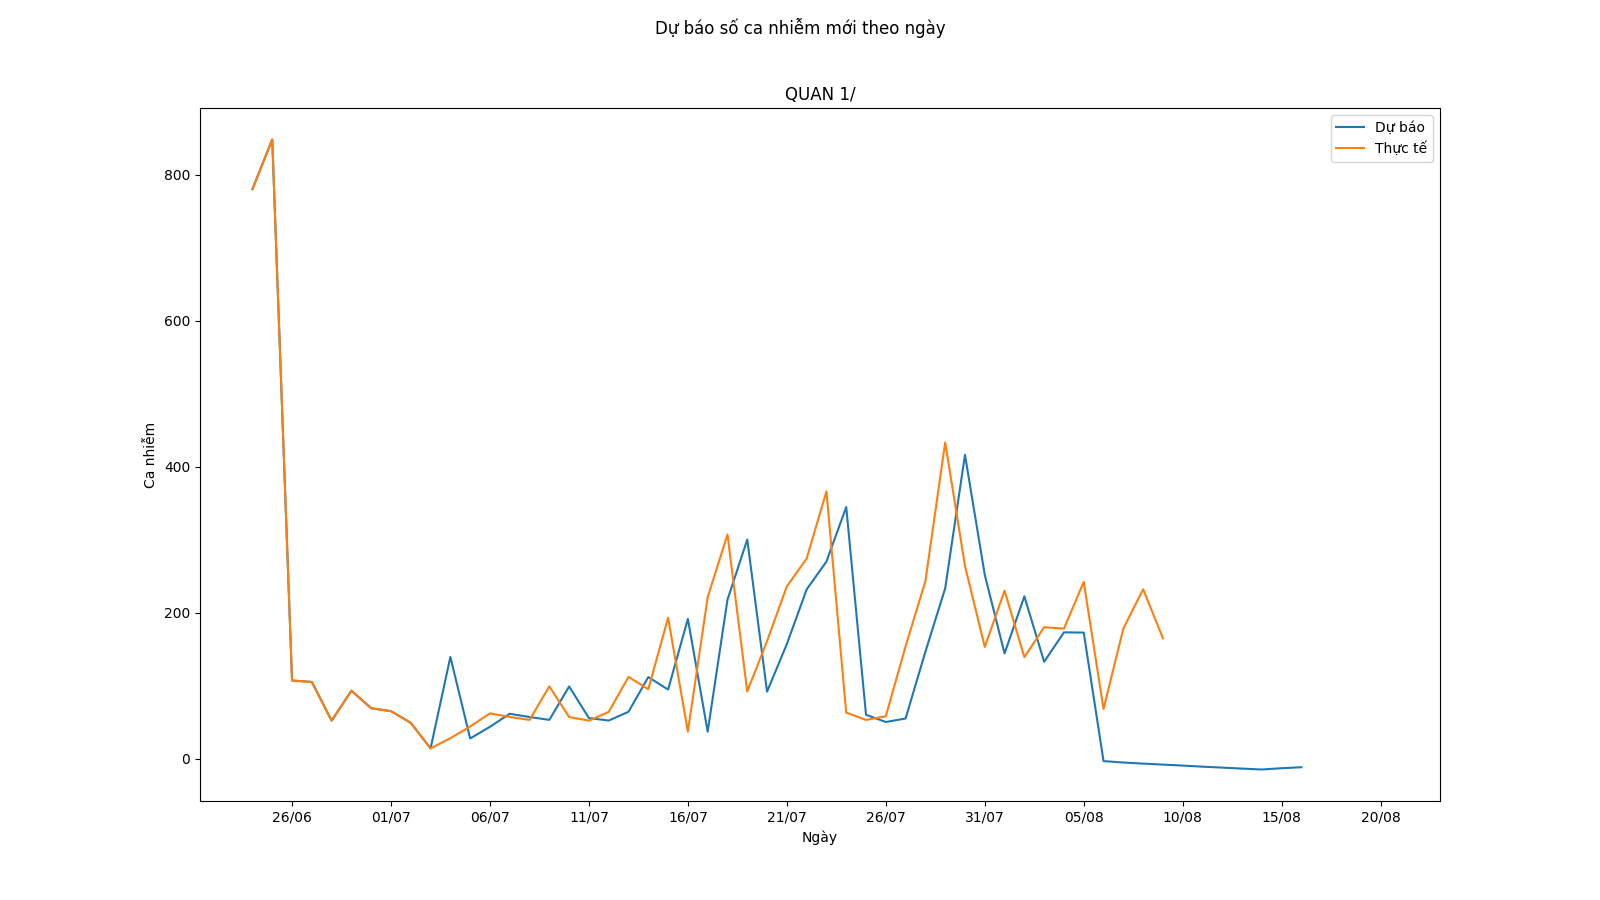 Dự báo số ca nhiễm mới theo ngày
QUAN 1/
Dự báo
Thực tế
800
600
400
200
0
Ca nhiễm
26/06
01/07
06/07
11/07
16/07
21/07
26/07
31/07
05/08
10/08
15/08
20/08
Ngày